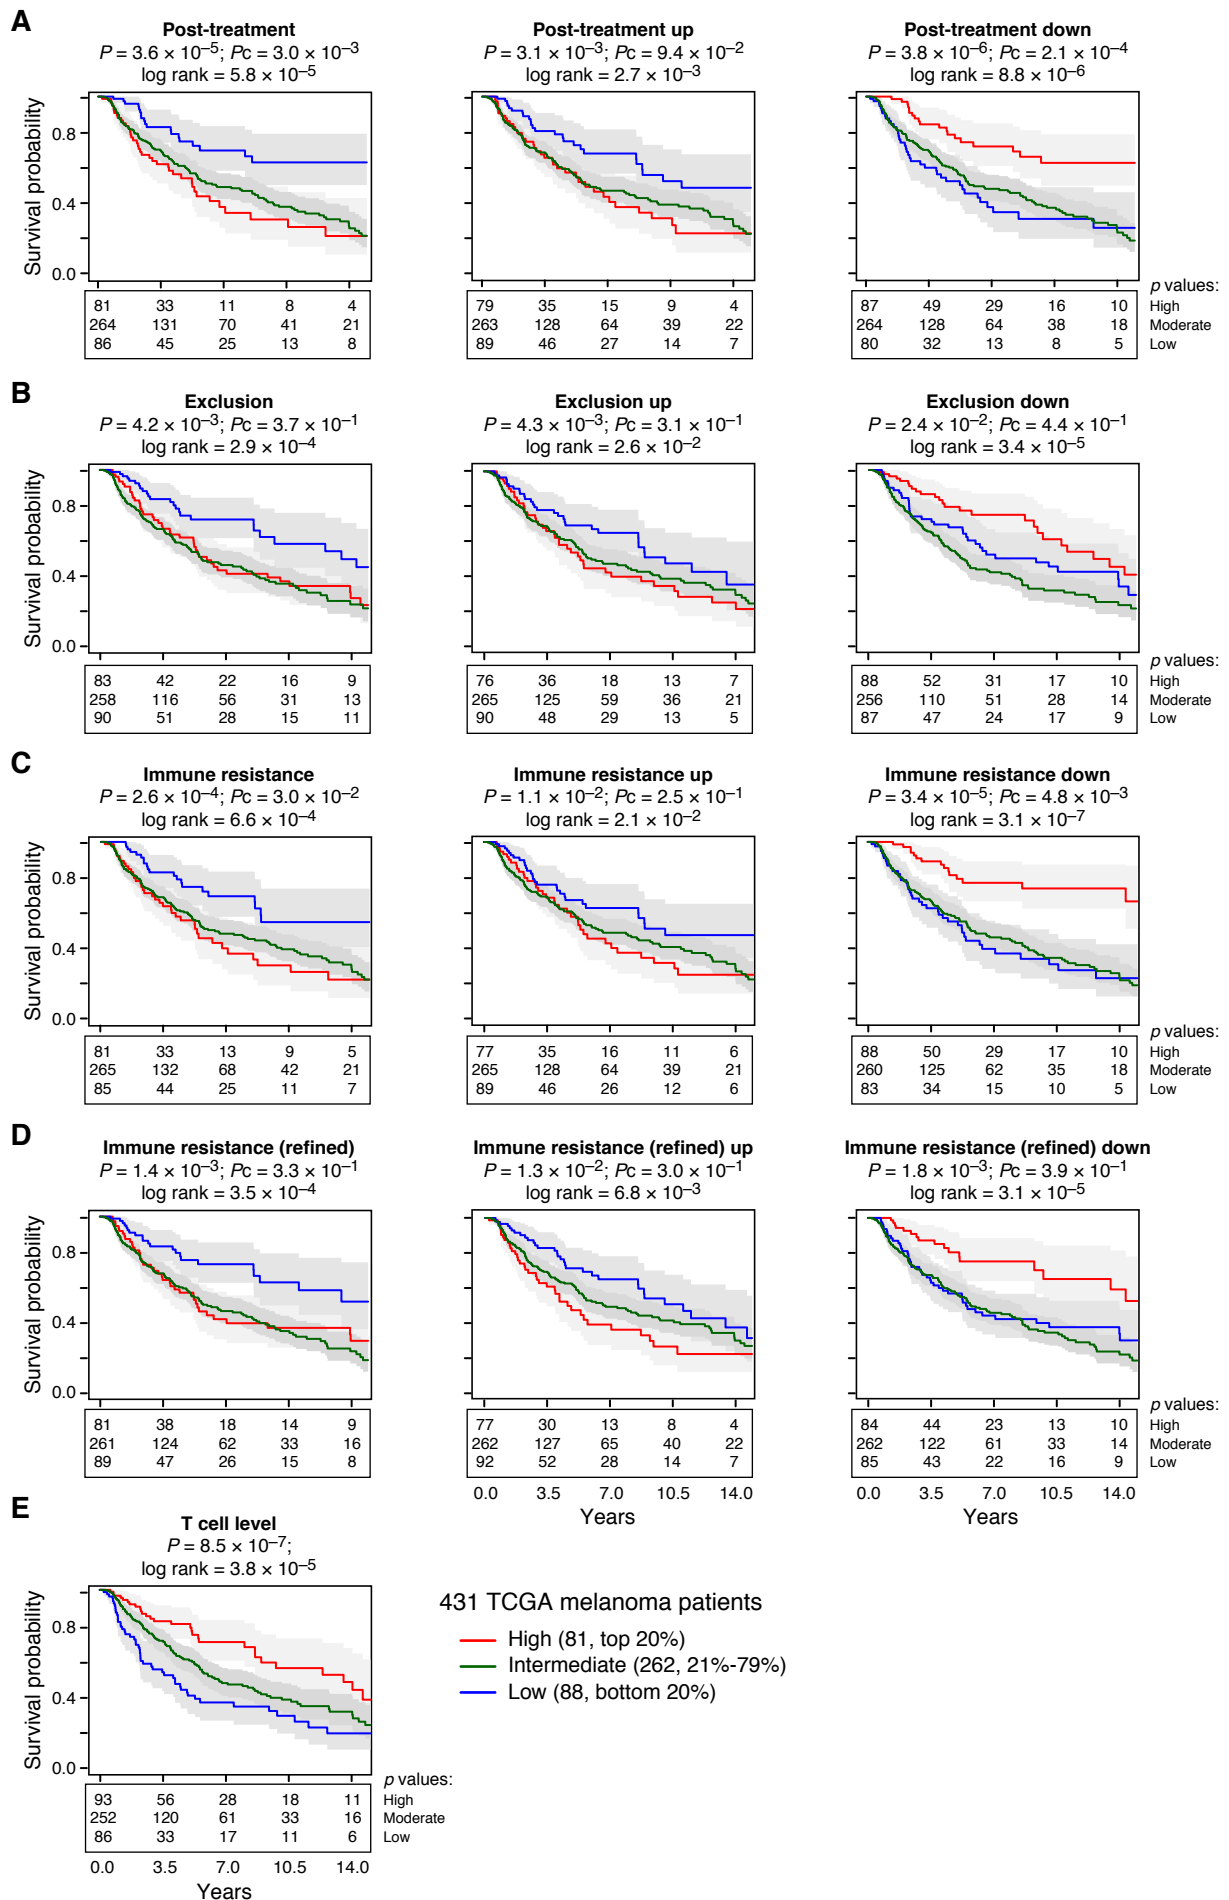 A
Post-treatment
P = 3.6 × 10–5; Pc = 3.0 × 10–3
log rank = 5.8 × 10–5
Post-treatment up
P = 3.1 × 10–3; Pc = 9.4 × 10–2
log rank = 2.7 × 10–3
Post-treatment down
P = 3.8 × 10–6; Pc = 2.1 × 10–4
log rank = 8.8 × 10–6
Survival probability
0.8
0.4
0.0
81 33 11 8 4
264 131 70 41 21
86 45 25 13 8
79 35 15 9 4
263 128 64 39 22
89 46 27 14 7
p values:
87 49 29 16 10 High
264 128 64 38 18 Moderate
80 32 13 8 5 Low
B
Exclusion
P = 4.2 × 10–3; Pc = 3.7 × 10–1
log rank = 2.9 × 10–4
Exclusion up
P = 4.3 × 10–3; Pc = 3.1 × 10–1
log rank = 2.6 × 10–2
Exclusion down
P = 2.4 × 10–2; Pc = 4.4 × 10–1
log rank = 3.4 × 10–5
Survival probability
0.8
0.4
0.0
83 42 22 16 9
258 116 56 31 13
90 51 28 15 11
76 36 18 13 7
265 125 59 36 21
90 48 29 13 5
p values:
88 52 31 17 10 High
256 110 51 28 14 Moderate
87 47 24 17 9 Low
C
Immune resistance
P = 2.6 × 10–4; Pc = 3.0 × 10–2
log rank = 6.6 × 10–4
Immune resistance up
P = 1.1 × 10–2; Pc = 2.5 × 10–1
log rank = 2.1 × 10–2
Immune resistance down
P = 3.4 × 10–5; Pc = 4.8 × 10–3
log rank = 3.1 × 10–7
Survival probability
0.8
0.4
0.0
81 33 13 9 5
265 132 68 42 21
85 44 25 11 7
77 35 16 11 6
265 128 64 39 21
89 46 26 12 6
p values:
88 50 29 17 10 High
260 125 62 35 18 Moderate
83 34 15 10 5 Low
D
Immune resistance (refined)
P = 1.4 × 10–3; Pc = 3.3 × 10–1
log rank = 3.5 × 10–4
Immune resistance (refined) up
P = 1.3 × 10–2; Pc = 3.0 × 10–1
log rank = 6.8 × 10–3
Immune resistance (refined) down
P = 1.8 × 10–3; Pc = 3.9 × 10–1
log rank = 3.1 × 10–5
Survival probability
0.8
0.4
0.0
81 38 18 14 9
261 124 62 33 16
89 47 26 15 8
77 30 13 8 4
262 127 65 40 22
92 52 28 14 7
0.0 3.5 7.0 10.5 14.0
Years
p values:
84 44 23 13 10 High
262 122 61 33 14 Moderate
85 43 22 16 9 Low
0.0 3.5 7.0 10.5 14.0
Years
E
T cell level
P = 8.5 × 10–7;
log rank = 3.8 × 10–5
Survival probability
0.8
0.4
0.0
p values:
93 56 28 18 11 High
252 120 61 33 16 Moderate
86 33 17 11 6 Low
0.0 3.5 7.0 10.5 14.0
Years
431 TCGA melanoma patients
High (81, top 20%)
Intermediate (262, 21%-79%)
Low (88, bottom 20%)